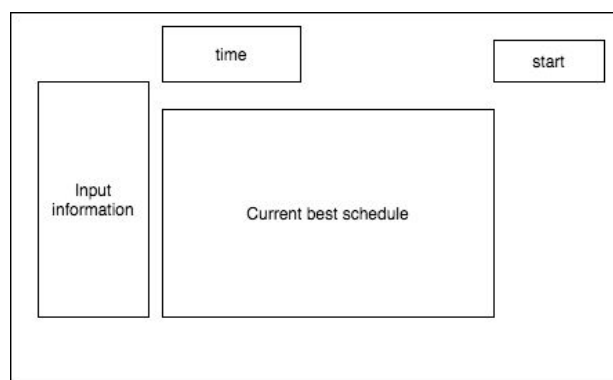 time
start
Input
information
Current best schedule